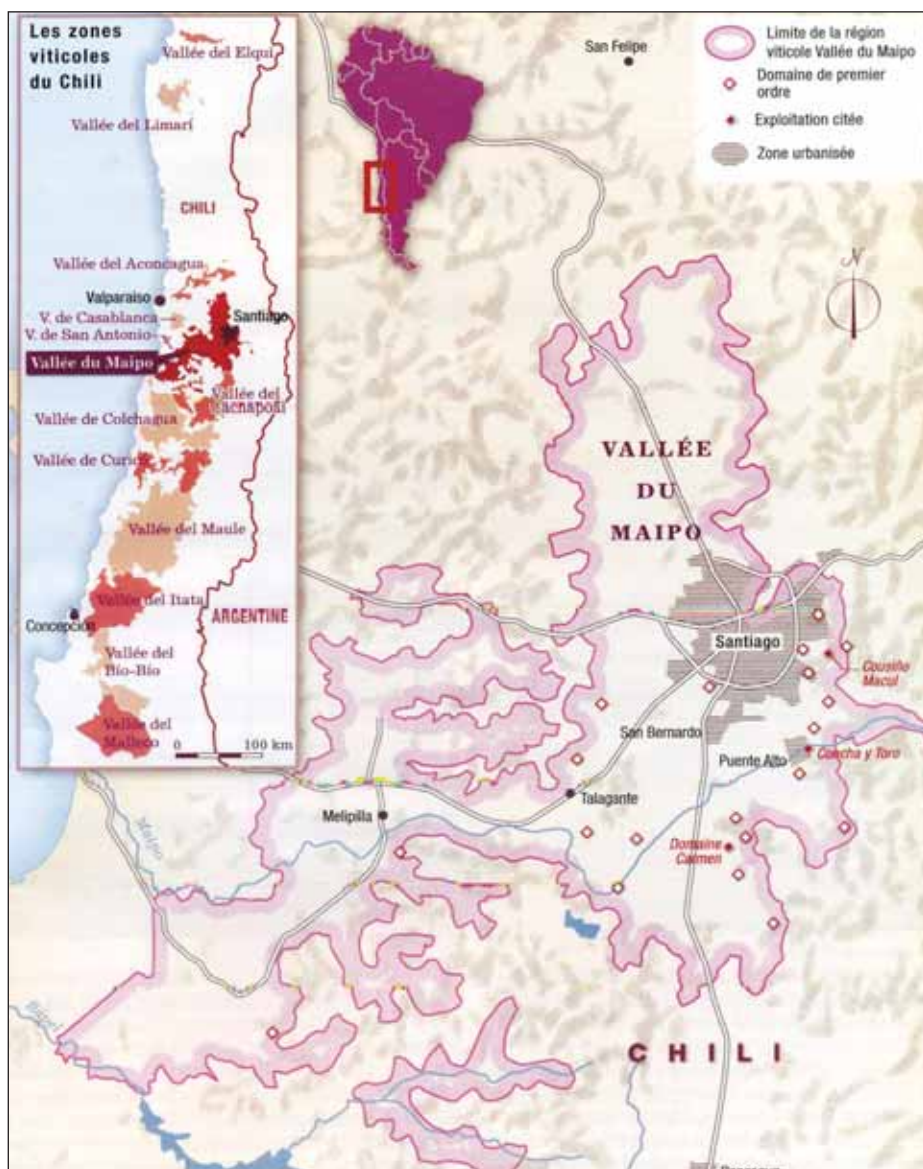 Les zones
viticoles
du Chili
Vallée del Elqui
Vallée del Limari
CHILI
Vallée del Aconcagua
Valparaiso
V. de Casablanca
Santiago
V. de San Antonio
Vallée du Maipo
Vallée del
Cachapoal
Vallée de Colchagua
Vallée de Curicó
Vallée del Maule
Vallée del Itata
Concepción
ARGENTINE
Vallée del
Bío-Bío
Vallée del
Malleco
0 100 km
San Felipe
Limite de la région
viticole Vallée du Maipo
Domaine de premier
ordre
Exploitation citée
Zone urbanisée
N
VALLÉE
DU
MAIPO
Santiago
Cousiño
Macul
San Bernardo
Puente Alto
Concha y Toro
Talagante
Melipilla
Maipo
Domaine
Carmen
Rapel
CHILI